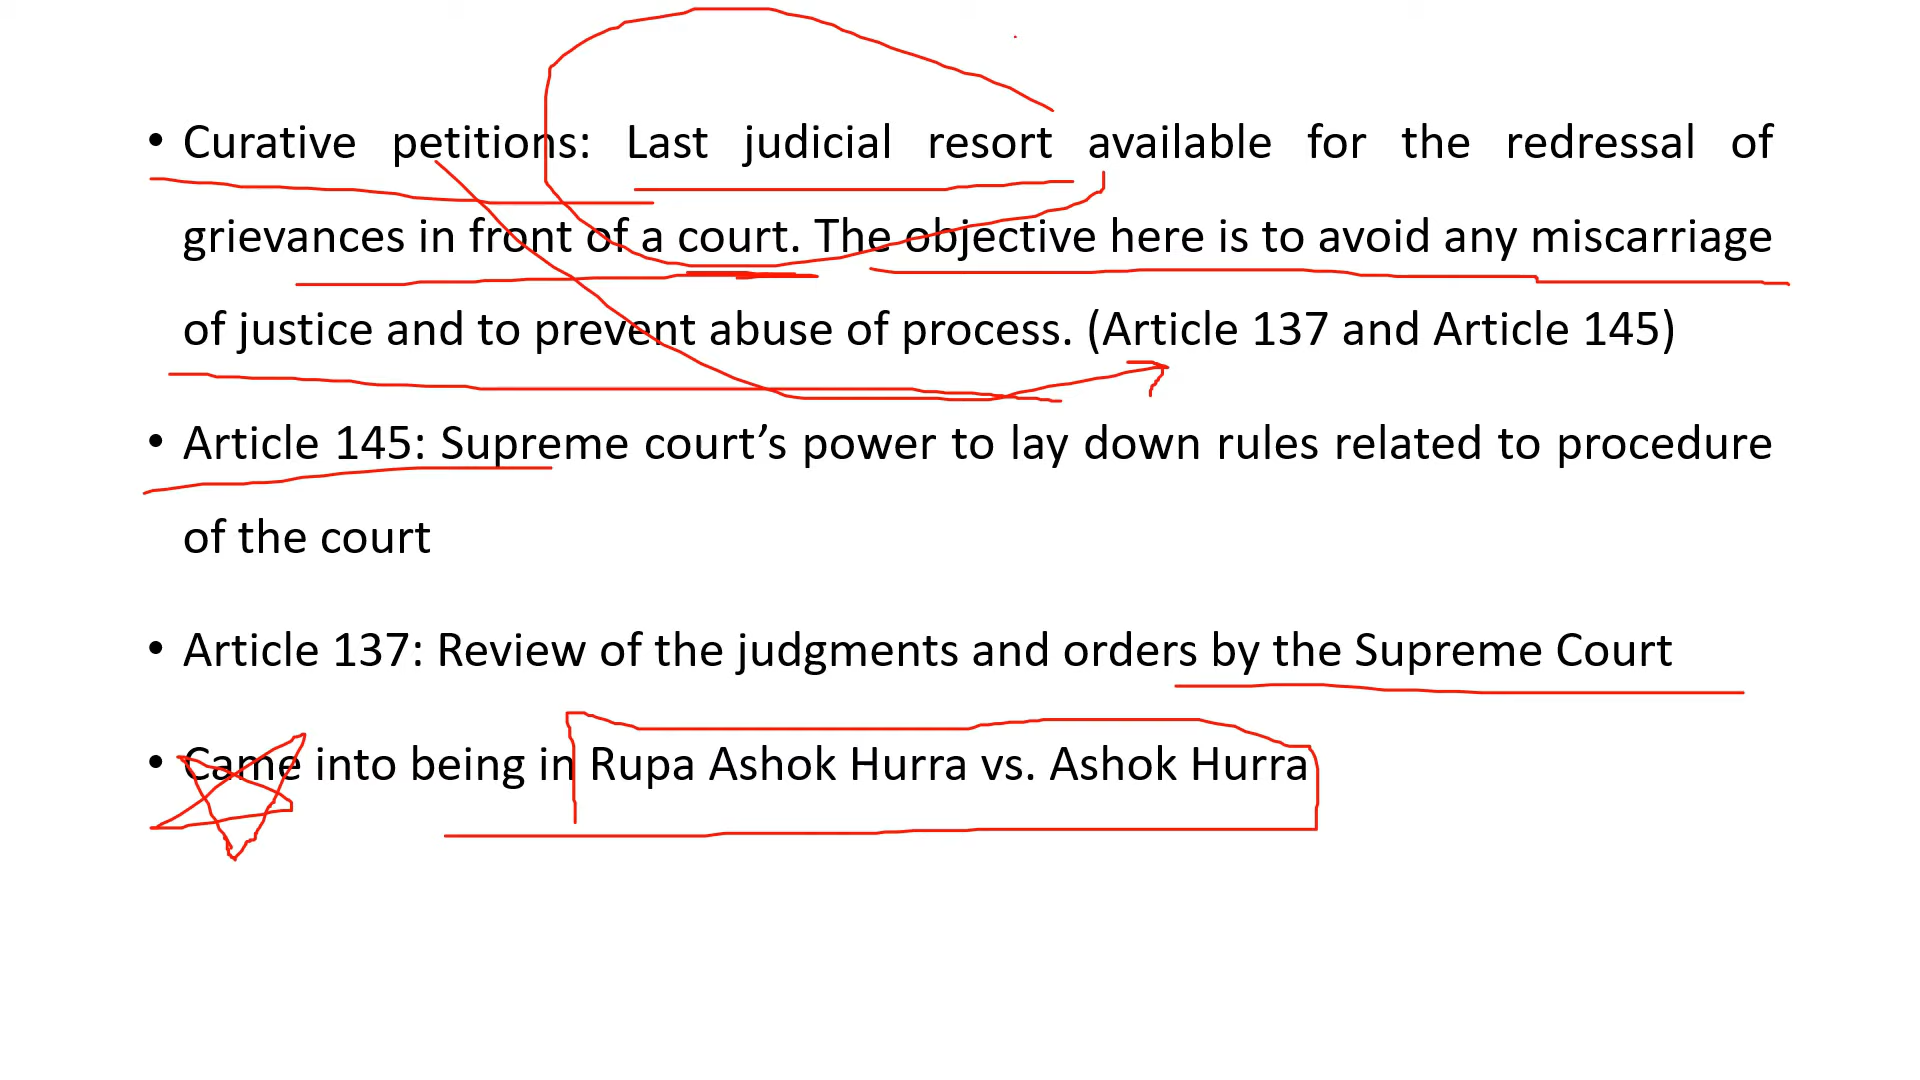 • Curative petitions: Last judicial resort available for the redressal of
grievances in front of a court. The objective here is to avoid any miscarriage
of justice and to prevent abuse of process. (Article 137 and Article 145)
• Article 145: Supreme court’s power to lay down rules related to procedure
of the court
• Article 137: Review of the judgments and orders by the Supreme Court
• Came into being in Rupa Ashok Hurra vs. Ashok Hurra